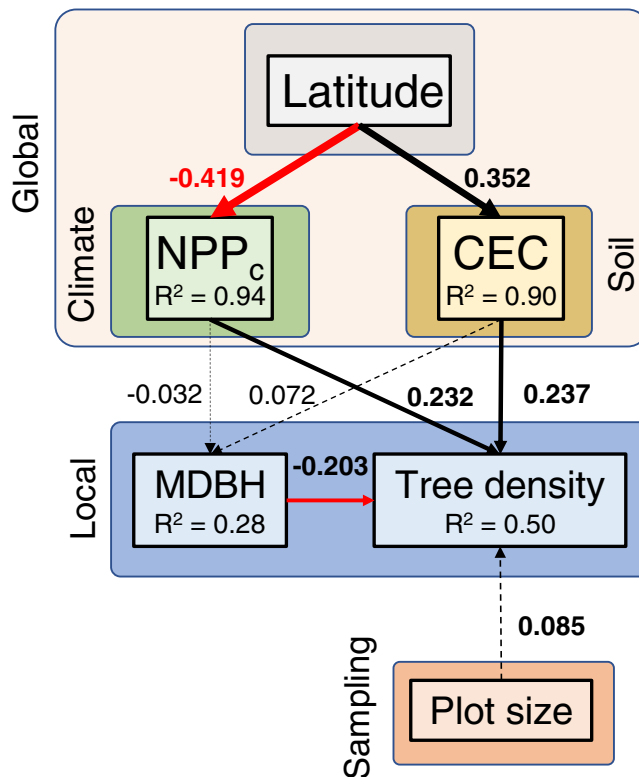 Global
Latitude
-0.419
0.352
Climate
NPPc
R² = 0.94
CEC
R² = 0.90
Soil
-0.032
0.072
0.232
0.237
Local
MDBH
R² = 0.28
-0.203
Tree density
R² = 0.50
0.085
Sampling
Plot size